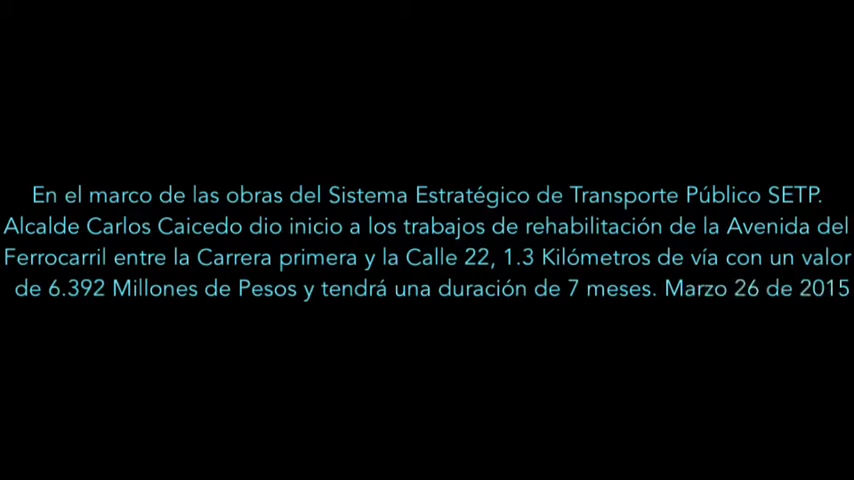 En el marco de las obras del Sistema Estratégico de Transporte Público SETP.
Alcalde Carlos Caicedo dio inicio a los trabajos de rehabilitación de la Avenida del
Ferrocarril entre la Carrera primera y la Calle 22, 1.3 Kilómetros de vía con un valor
de 6.392 Millones de Pesos y tendrá una duración de 7 meses. Marzo 26 de 2015